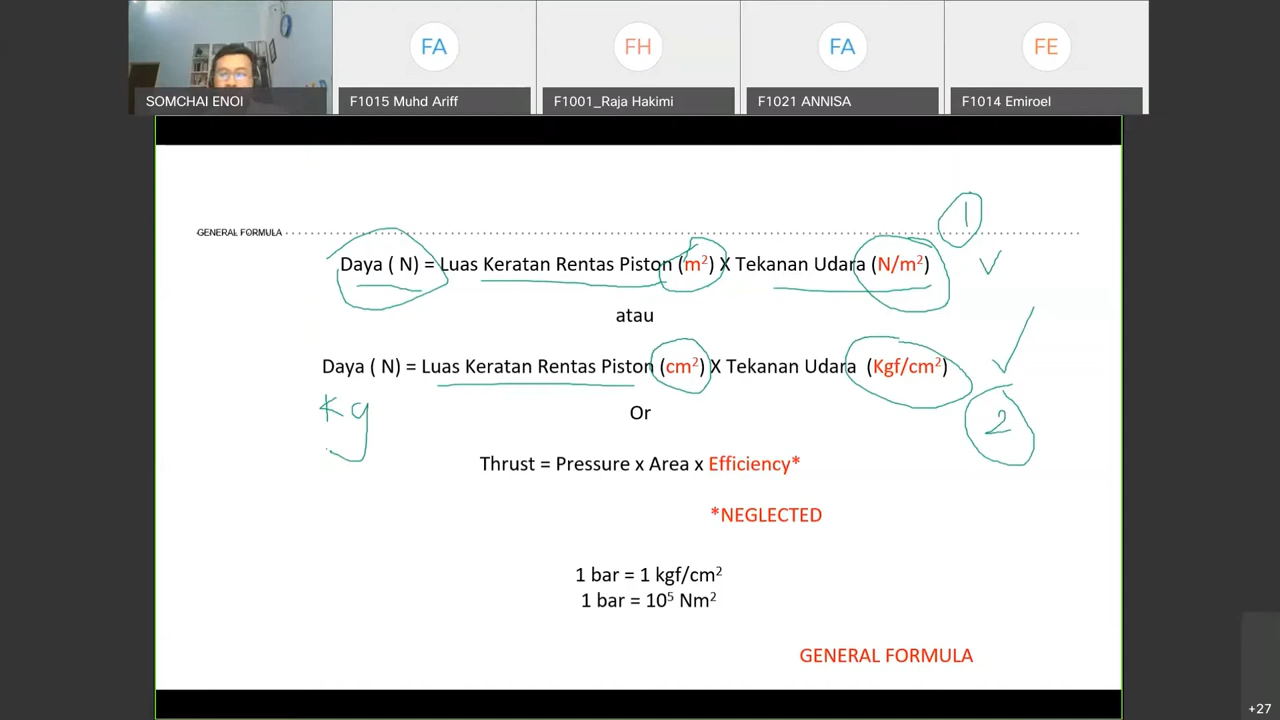 FA FH FA FE
SOMCHAI ENOI F1015 Muhd Ariff F1001_Raja Hakimi F1021 ANNISA F1014 Emiroel
1
GENERAL FORMULA
Daya ( N) = Luas Keratan Rentas Piston (m²) X Tekanan Udara (N/m²)
atau
Daya ( N) = Luas Keratan Rentas Piston (cm²) X Tekanan Udara (Kgf/cm²)
Kg
Or
2
Thrust = Pressure x Area x Efficiency*
*NEGLECTED
1 bar = 1 kgf/cm²
1 bar = 10⁵ Nm²
GENERAL FORMULA
+27